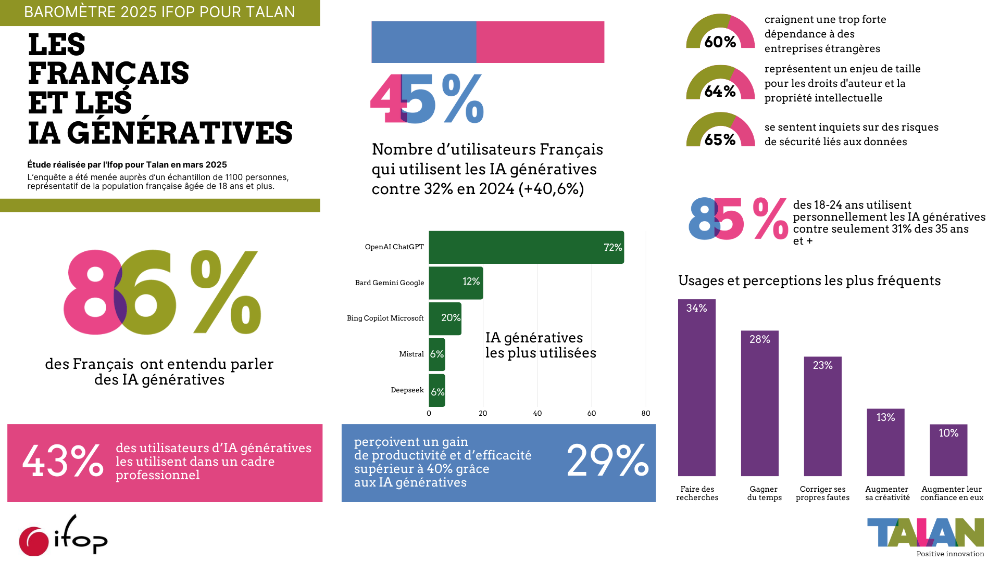 BAROMÈTRE 2025 IFOP POUR TALAN
LES
FRANÇAIS
ET LES
IA GÉNÉRATIVES
Étude réalisée par l'Ifop pour Talan en mars 2025
L’enquête a été menée auprès d’un échantillon de 1100 personnes,
représentatif de la population française âgée de 18 ans et plus.
86%
des Français ont entendu parler
des IA génératives
43%
des utilisateurs d’IA génératives
les utilisent dans un cadre
professionnel
ifop
45%
Nombre d’utilisateurs Français
qui utilisent les IA génératives
contre 32% en 2024 (+40,6%)
OpenAI ChatGPT
72%
Bard Gemini Google
12%
Bing Copilot Microsoft
20%
Mistral
6%
Deepseek
6%
0 20 40 60 80
IA génératives
les plus utilisées
perçoivent un gain
de productivité et d’efficacité
supérieur à 40% grâce
aux IA génératives
29%
60%
craignent une trop forte
dépendance à des
entreprises étrangères
64%
représentent un enjeu de taille
pour les droits d'auteur et la
propriété intellectuelle
65%
se sentent inquiets sur des risques
de sécurité liés aux données
85%
des 18-24 ans utilisent
personnellement les IA génératives
contre seulement 31% des 35 ans
et +
Usages et perceptions les plus fréquents
34%
28%
23%
13%
10%
Faire des
recherches
Gagner
du temps
Corriger ses
propres fautes
Augmenter
sa créativité
Augmenter leur
confiance en eux
TALAN
Positive innovation